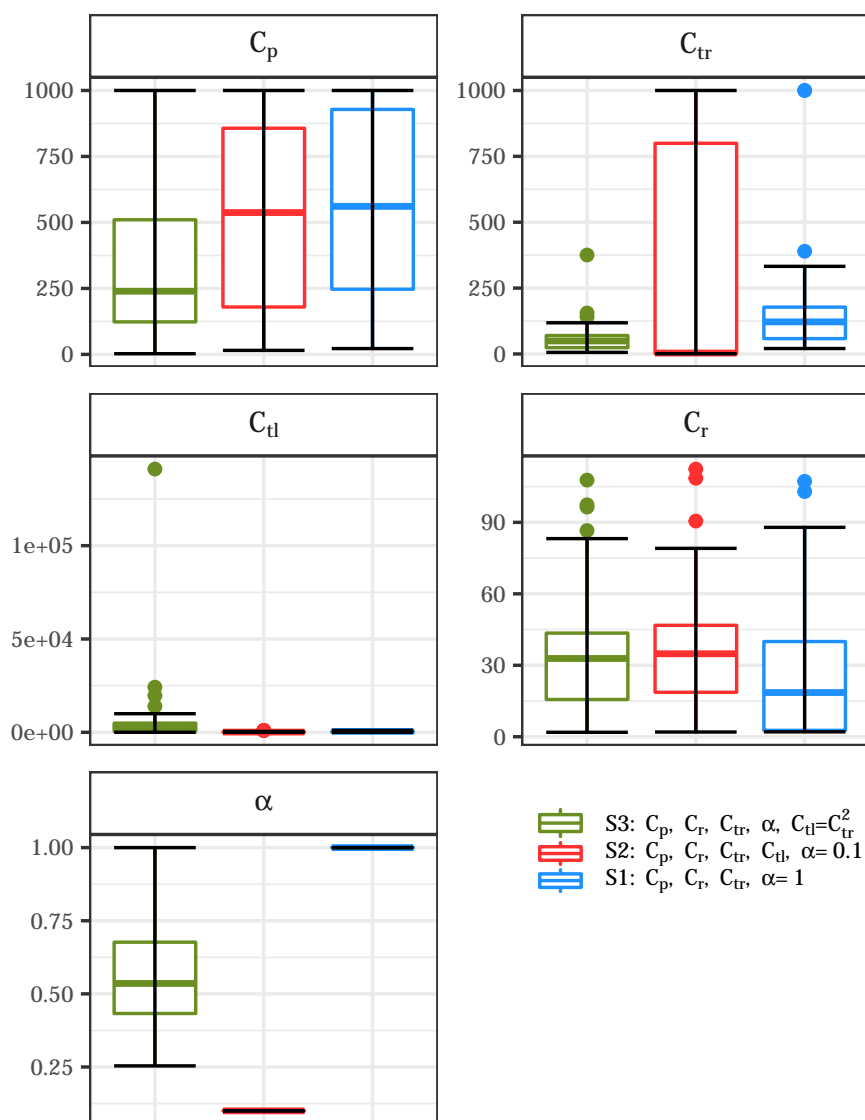 C_p
1000
750
500
250
0
C_tr
1000
750
500
250
0
C_tl
1e+05
5e+04
0e+00
C_r
90
60
30
0
α
1.00
0.75
0.50
0.25
S3: C_p, C_r, C_tr, α, C_tl=C_tr^2
S2: C_p, C_r, C_tr, C_tl, α= 0.1
S1: C_p, C_r, C_tr, α= 1